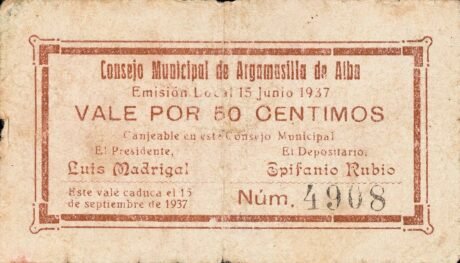 Consejo Municipal de Argamasilla de Alba
Emisión Local 15 junio 1937
VALE POR 50 CENTIMOS
Canjeable en este Consejo Municipal
El Presidente, El Depositario,
Luis Madrigal Epifanio Rubio
Este vale caduca el 15
de septiembre de 1937
Núm. 4908